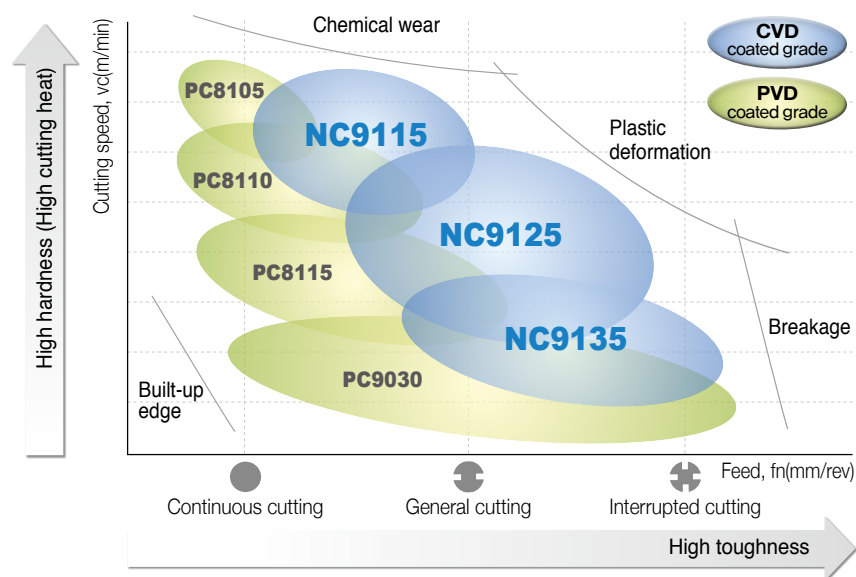 Chemical wear
CVD
coated grade
PVD
coated grade
High hardness (High cutting heat)
Cutting speed, vc(m/min)
PC8105
NC9115
Plastic
deformation
PC8110
NC9125
PC8115
NC9135
Breakage
PC9030
Built-up
edge
Feed, fn(mm/rev)
Continuous cutting
General cutting
Interrupted cutting
High toughness